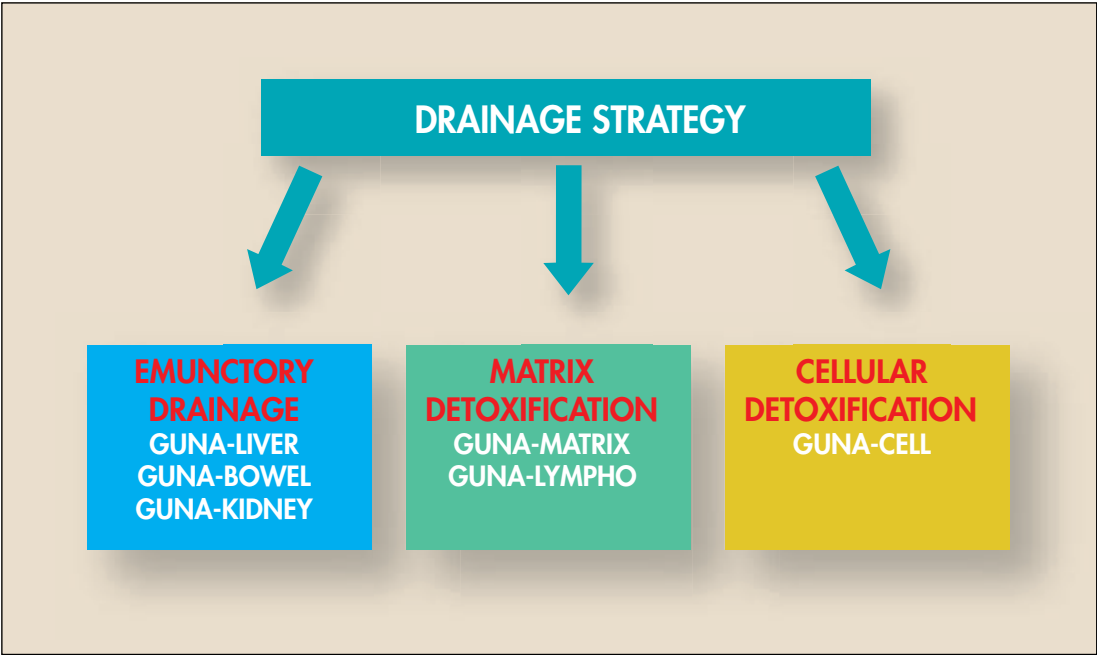 DRAINAGE STRATEGY
EMUNCTORY
DRAINAGE
GUNA-LIVER
GUNA-BOWEL
GUNA-KIDNEY
MATRIX
DETOXIFICATION
GUNA-MATRIX
GUNA-LYMPHO
CELLULAR
DETOXIFICATION
GUNA-CELL